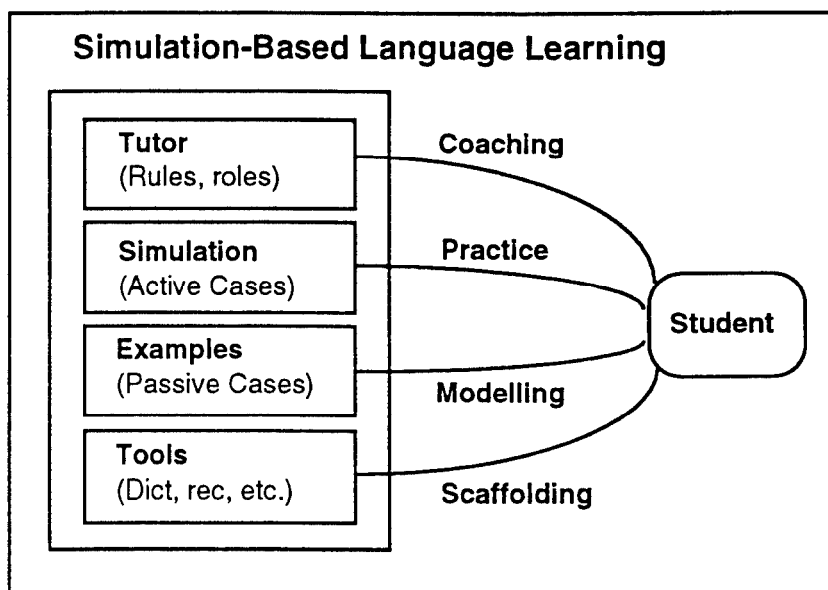 Simulation-Based Language Learning
Tutor
(Rules, roles)
Coaching
Simulation
(Active Cases)
Practice
Examples
(Passive Cases)
Modelling
Tools
(Dict, rec, etc.)
Scaffolding
Student